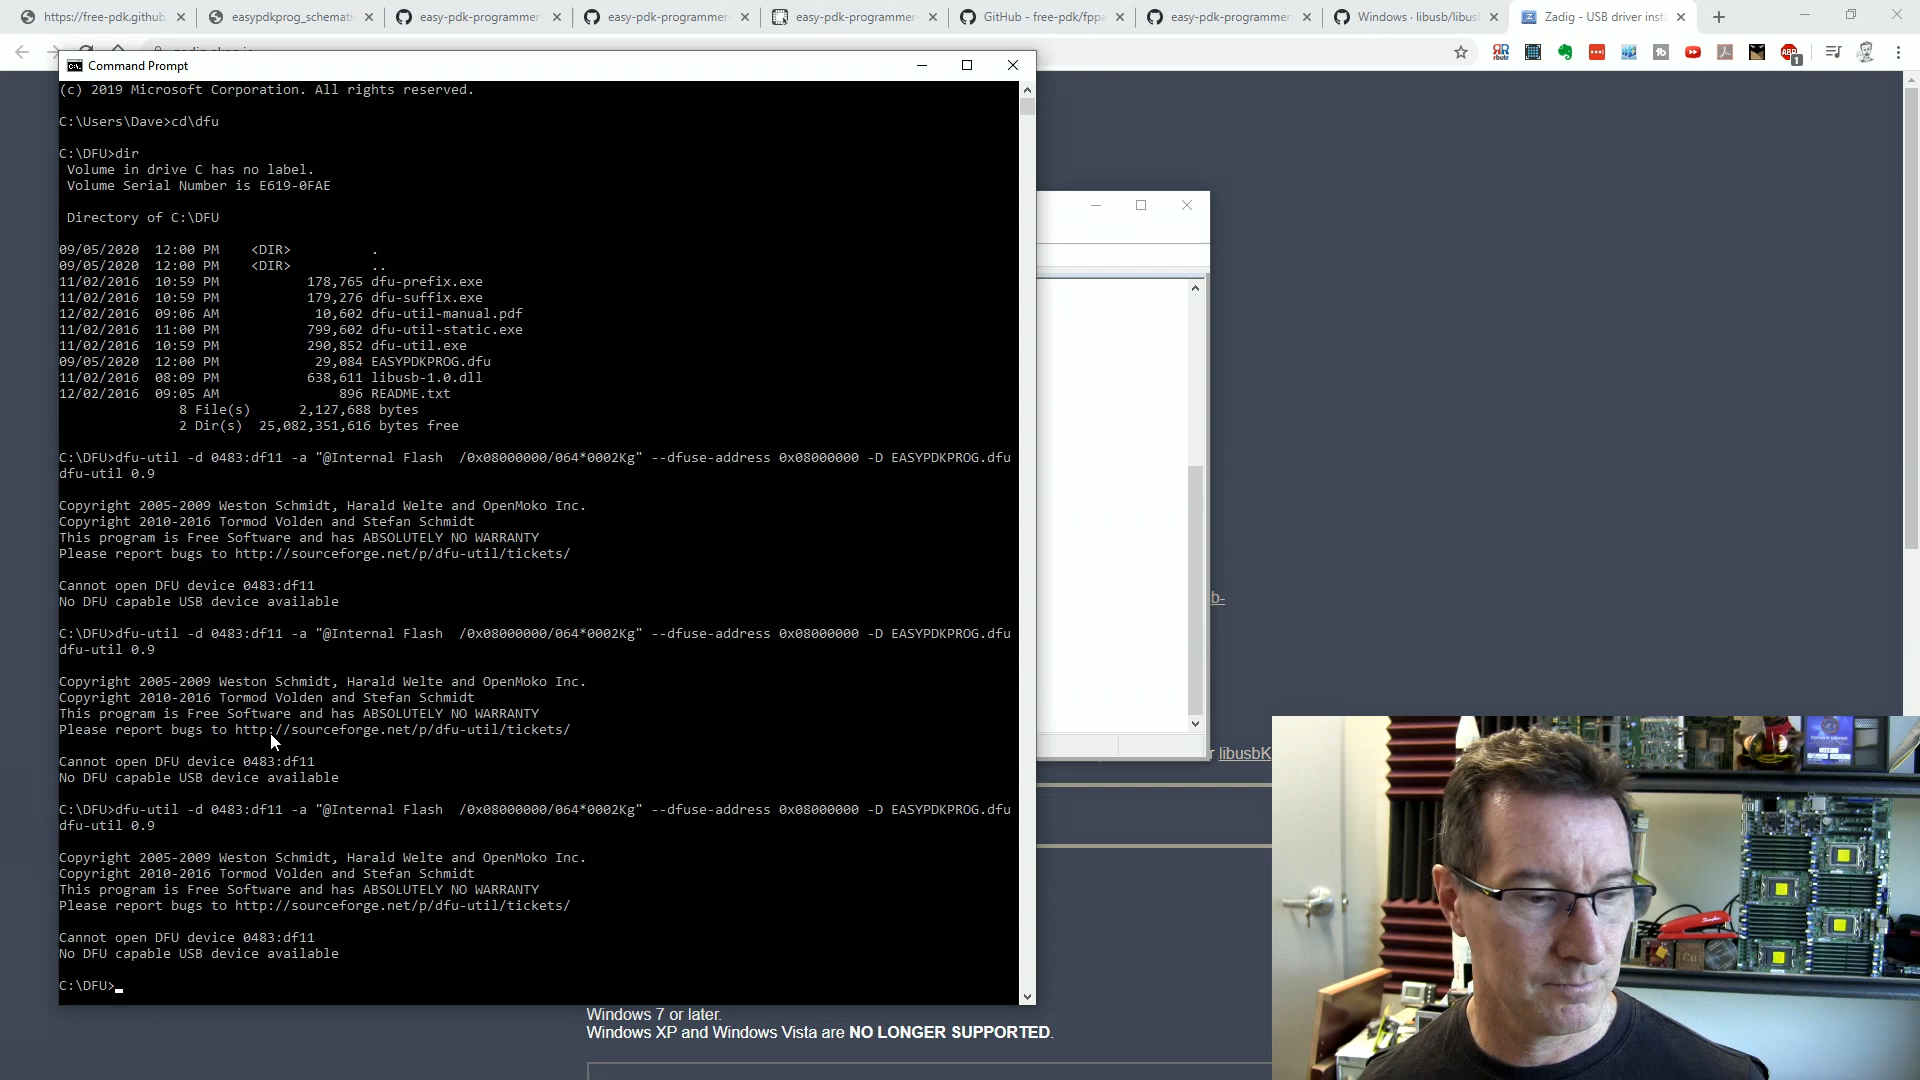 https://free-pdk.github
easypdkprog_schemati
easy-pdk-programmer-
easy-pdk-programmer-
easy-pdk-programmer-
GitHub - free-pdk/fppa
easy-pdk-programmer
Windows · libusb/libus
Zadig - USB driver inst
Command Prompt
(c) 2019 Microsoft Corporation. All rights reserved.
C:\Users\Dave>cd\dfu
C:\DFU>dir
Volume in drive C has no label.
Volume Serial Number is E619-0FAE
Directory of C:\DFU
09/05/2020 12:00 PM <DIR> .
09/05/2020 12:00 PM <DIR> ..
11/02/2016 10:59 PM 178,765 dfu-prefix.exe
11/02/2016 10:59 PM 179,276 dfu-suffix.exe
12/02/2016 09:06 AM 10,602 dfu-util-manual.pdf
11/02/2016 11:00 PM 799,602 dfu-util-static.exe
11/02/2016 10:59 PM 290,852 dfu-util.exe
09/05/2020 12:00 PM 29,084 EASYPDKPROG.dfu
11/02/2016 08:09 PM 638,611 libusb-1.0.dll
12/02/2016 09:05 AM 896 README.txt
8 File(s) 2,127,688 bytes
2 Dir(s) 25,082,351,616 bytes free
C:\DFU>dfu-util -d 0483:df11 -a "@Internal Flash  /0x08000000/064*0002Kg" --dfuse-address 0x08000000 -D EASYPDKPROG.dfu
dfu-util 0.9
Copyright 2005-2009 Weston Schmidt, Harald Welte and OpenMoko Inc.
Copyright 2010-2016 Tormod Volden and Stefan Schmidt
This program is Free Software and has ABSOLUTELY NO WARRANTY
Please report bugs to http://sourceforge.net/p/dfu-util/tickets/
Cannot open DFU device 0483:df11
No DFU capable USB device available
b-
C:\DFU>dfu-util -d 0483:df11 -a "@Internal Flash  /0x08000000/064*0002Kg" --dfuse-address 0x08000000 -D EASYPDKPROG.dfu
dfu-util 0.9
Copyright 2005-2009 Weston Schmidt, Harald Welte and OpenMoko Inc.
Copyright 2010-2016 Tormod Volden and Stefan Schmidt
This program is Free Software and has ABSOLUTELY NO WARRANTY
Please report bugs to http://sourceforge.net/p/dfu-util/tickets/
r libusbK
Cannot open DFU device 0483:df11
No DFU capable USB device available
C:\DFU>dfu-util -d 0483:df11 -a "@Internal Flash  /0x08000000/064*0002Kg" --dfuse-address 0x08000000 -D EASYPDKPROG.dfu
dfu-util 0.9
Copyright 2005-2009 Weston Schmidt, Harald Welte and OpenMoko Inc.
Copyright 2010-2016 Tormod Volden and Stefan Schmidt
This program is Free Software and has ABSOLUTELY NO WARRANTY
Please report bugs to http://sourceforge.net/p/dfu-util/tickets/
Cannot open DFU device 0483:df11
No DFU capable USB device available
C:\DFU>
Windows 7 or later.
Windows XP and Windows Vista are NO LONGER SUPPORTED.